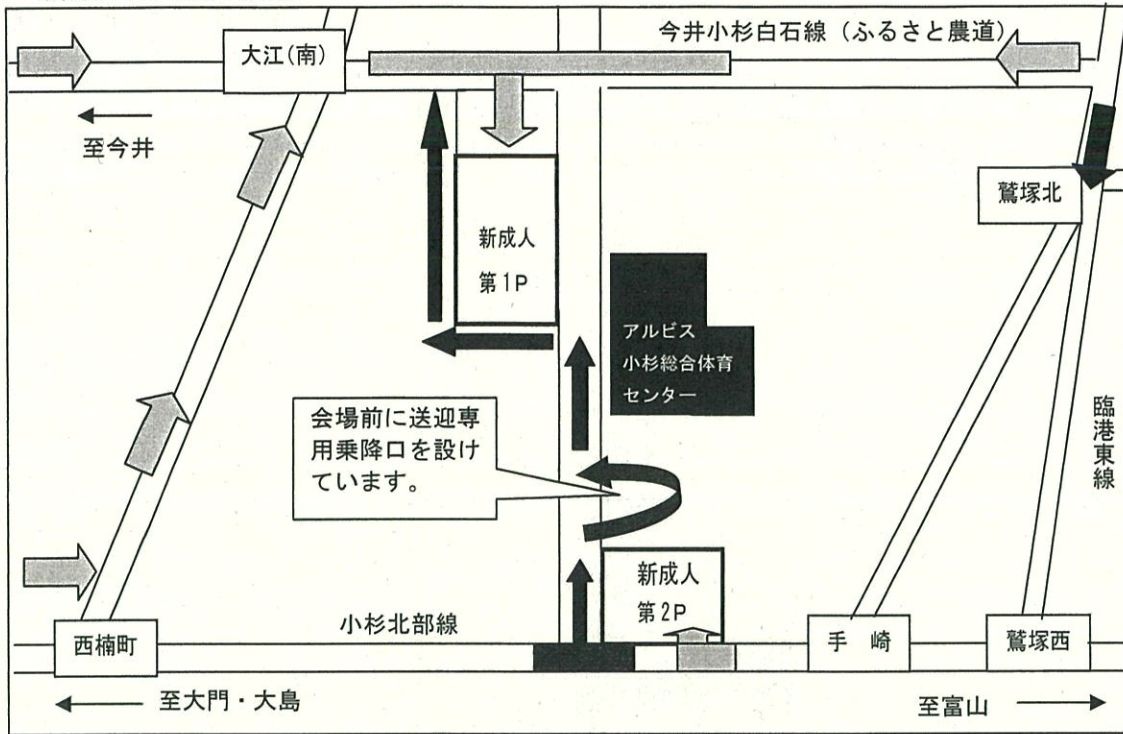 今井小杉白石線（ふるさと農道）
大江(南)
至今井
鷲塚北
新成人
第1P
アルビス
小杉総合体育
センター
会場前に送迎専
用乗降口を設け
ています。
臨港東線
新成人
第2P
小杉北部線
西楠町
手　崎
鷲塚西
至大門・大島
至富山